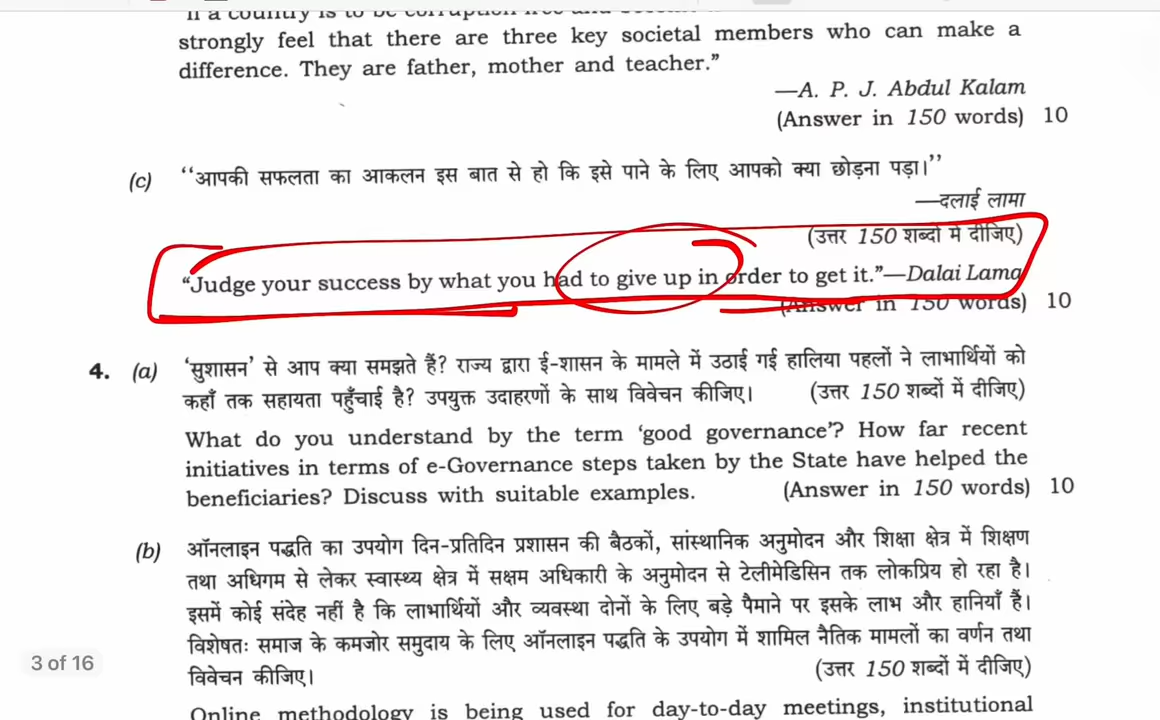 strongly feel that there are three key societal members who can make a
difference. They are father, mother and teacher.”
—A. P. J. Abdul Kalam
(Answer in 150 words) 10
(c) ‘‘आपकी सफलता का आकलन इस बात से हो कि इसे पाने के लिए आपको क्या छोड़ना पड़ा।’’
—दलाई लामा
(उत्तर 150 शब्दों में दीजिए)
“Judge your success by what you had to give up in order to get it.”—Dalai Lama
(Answer in 150 words) 10
4. (a) ‘सुशासन’ से आप क्या समझते हैं? राज्य द्वारा ई-शासन के मामले में उठाई गई हालिया पहलों ने लाभार्थियों को
कहाँ तक सहायता पहुँचाई है? उपयुक्त उदाहरणों के साथ विवेचन कीजिए। (उत्तर 150 शब्दों में दीजिए)
What do you understand by the term ‘good governance’? How far recent
initiatives in terms of e-Governance steps taken by the State have helped the
beneficiaries? Discuss with suitable examples. (Answer in 150 words) 10
(b) ऑनलाइन पद्धति का उपयोग दिन-प्रतिदिन प्रशासन की बैठकों, सांस्थानिक अनुमोदन और शिक्षा क्षेत्र में शिक्षण
तथा अधिगम से लेकर स्वास्थ्य क्षेत्र में सक्षम अधिकारी के अनुमोदन से टेलीमेडिसिन तक लोकप्रिय हो रहा है।
इसमें कोई संदेह नहीं है कि लाभार्थियों और व्यवस्था दोनों के लिए बड़े पैमाने पर इसके लाभ और हानियाँ हैं।
विशेषतः समाज के कमजोर समुदाय के लिए ऑनलाइन पद्धति के उपयोग में शामिल नैतिक मामलों का वर्णन तथा
विवेचन कीजिए। (उत्तर 150 शब्दों में दीजिए)
3 of 16
Online methodology is being used for day-to-day meetings, institutional